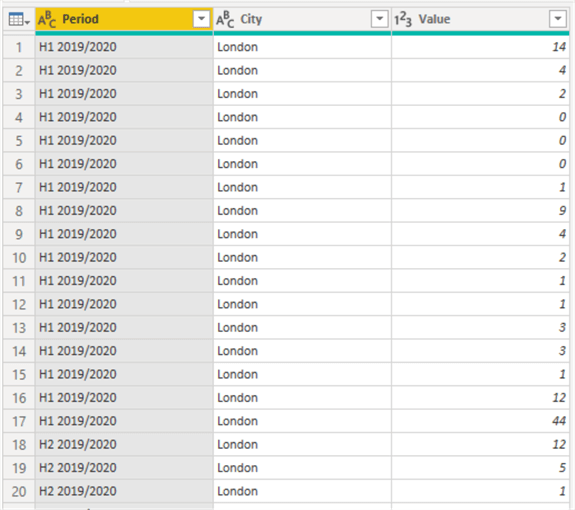 ABC Period ABC City 123 Value
1 H1 2019/2020 London 14
2 H1 2019/2020 London 4
3 H1 2019/2020 London 2
4 H1 2019/2020 London 0
5 H1 2019/2020 London 0
6 H1 2019/2020 London 0
7 H1 2019/2020 London 1
8 H1 2019/2020 London 9
9 H1 2019/2020 London 4
10 H1 2019/2020 London 2
11 H1 2019/2020 London 1
12 H1 2019/2020 London 1
13 H1 2019/2020 London 3
14 H1 2019/2020 London 3
15 H1 2019/2020 London 1
16 H1 2019/2020 London 12
17 H1 2019/2020 London 44
18 H2 2019/2020 London 12
19 H2 2019/2020 London 5
20 H2 2019/2020 London 1